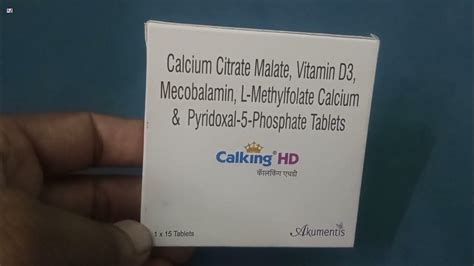 Calcium Citrate Malate, Vitamin D3,
Mecobalamin, L-Methylfolate Calcium
& Pyridoxal-5-Phosphate Tablets
Calking® HD
कॅालकिंग एचडी
1 x 15 Tablets
Akumentis